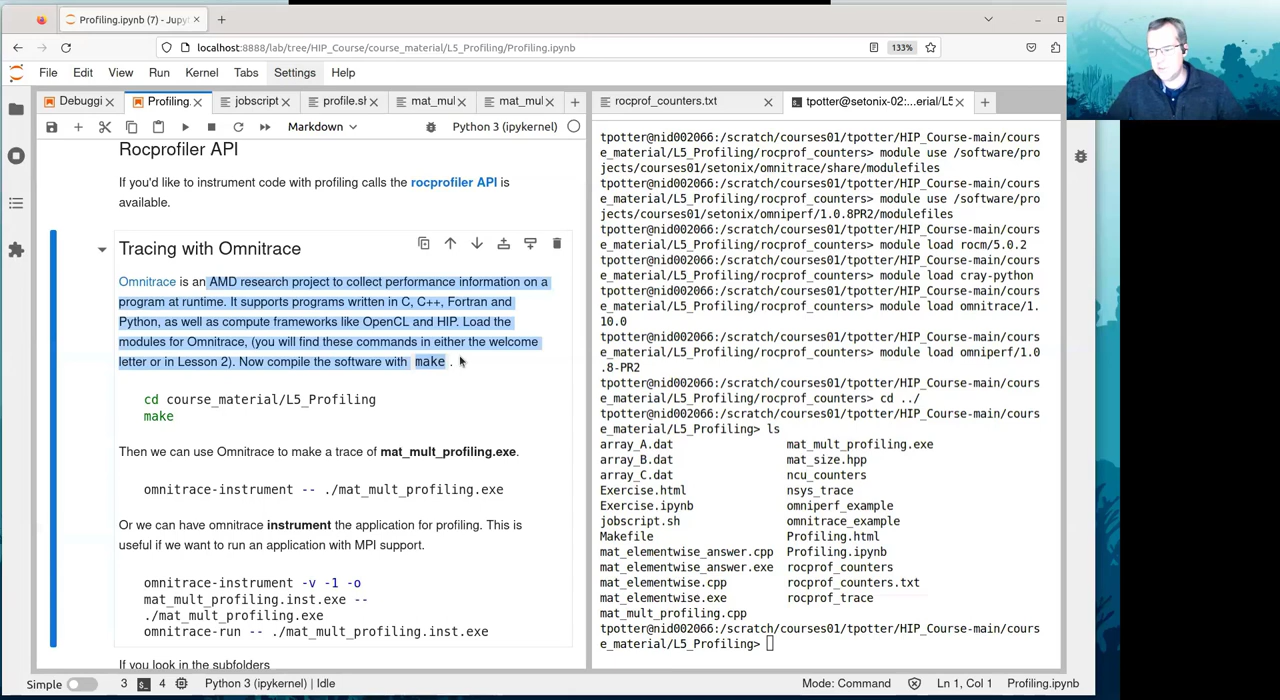 Profiling.ipynb (7) - Jupy
localhost:8888/lab/tree/HIP_Course/course_material/L5_Profiling/Profiling.ipynb
133%
File Edit View Run Kernel Tabs Settings Help
Debuggi
Profiling.
jobscript
profile.sl
mat_mul
mat_mul
Markdown
Python 3 (ipykernel)
Rocprofiler API
If you'd like to instrument code with profiling calls the rocprofiler API is
available.
Tracing with Omnitrace
Omnitrace is an AMD research project to collect performance information on a
program at runtime. It supports programs written in C, C++, Fortran and
Python, as well as compute frameworks like OpenCL and HIP. Load the
modules for Omnitrace, (you will find these commands in either the welcome
letter or in Lesson 2). Now compile the software with make .
cd course_material/L5_Profiling
make
Then we can use Omnitrace to make a trace of mat_mult_profiling.exe.
omnitrace-instrument -- ./mat_mult_profiling.exe
Or we can have omnitrace instrument the application for profiling. This is
useful if we want to run an application with MPI support.
omnitrace-instrument -v -1 -o
mat_mult_profiling.inst.exe --
./mat_mult_profiling.exe
omnitrace-run -- ./mat_mult_profiling.inst.exe
If you look in the subfolders
rocprof_counters.txt
tpotter@setonix-02:...erial/L5
tpotter@nid002066:/scratch/courses01/tpotter/HIP_Course-main/cours
e_material/L5_Profiling/rocprof_counters> module use /software/pro
jects/courses01/setonix/omnitrace/share/modulefiles
tpotter@nid002066:/scratch/courses01/tpotter/HIP_Course-main/cours
e_material/L5_Profiling/rocprof_counters> module use /software/pro
jects/courses01/setonix/omniperf/1.0.8PR2/modulefiles
tpotter@nid002066:/scratch/courses01/tpotter/HIP_Course-main/cours
e_material/L5_Profiling/rocprof_counters> module load rocm/5.0.2
tpotter@nid002066:/scratch/courses01/tpotter/HIP_Course-main/cours
e_material/L5_Profiling/rocprof_counters> module load cray-python
tpotter@nid002066:/scratch/courses01/tpotter/HIP_Course-main/cours
e_material/L5_Profiling/rocprof_counters> module load omnitrace/1.
10.0
tpotter@nid002066:/scratch/courses01/tpotter/HIP_Course-main/cours
e_material/L5_Profiling/rocprof_counters> module load omniperf/1.0
.8-PR2
tpotter@nid002066:/scratch/courses01/tpotter/HIP_Course-main/cours
e_material/L5_Profiling/rocprof_counters> cd ../
tpotter@nid002066:/scratch/courses01/tpotter/HIP_Course-main/cours
e_material/L5_Profiling> ls
array_A.dat mat_mult_profiling.exe
array_B.dat mat_size.hpp
array_C.dat ncu_counters
Exercise.html nsys_trace
Exercise.ipynb omniperf_example
jobscript.sh omnitrace_example
Makefile Profiling.html
mat_elementwise_answer.cpp Profiling.ipynb
mat_elementwise_answer.exe rocprof_counters
mat_elementwise.cpp rocprof_counters.txt
mat_elementwise.exe rocprof_trace
mat_mult_profiling.cpp
tpotter@nid002066:/scratch/courses01/tpotter/HIP_Course-main/cours
e_material/L5_Profiling>
Simple 3 4 Python 3 (ipykernel) | Idle Mode: Command Ln 1, Col 1 Profiling.ipynb